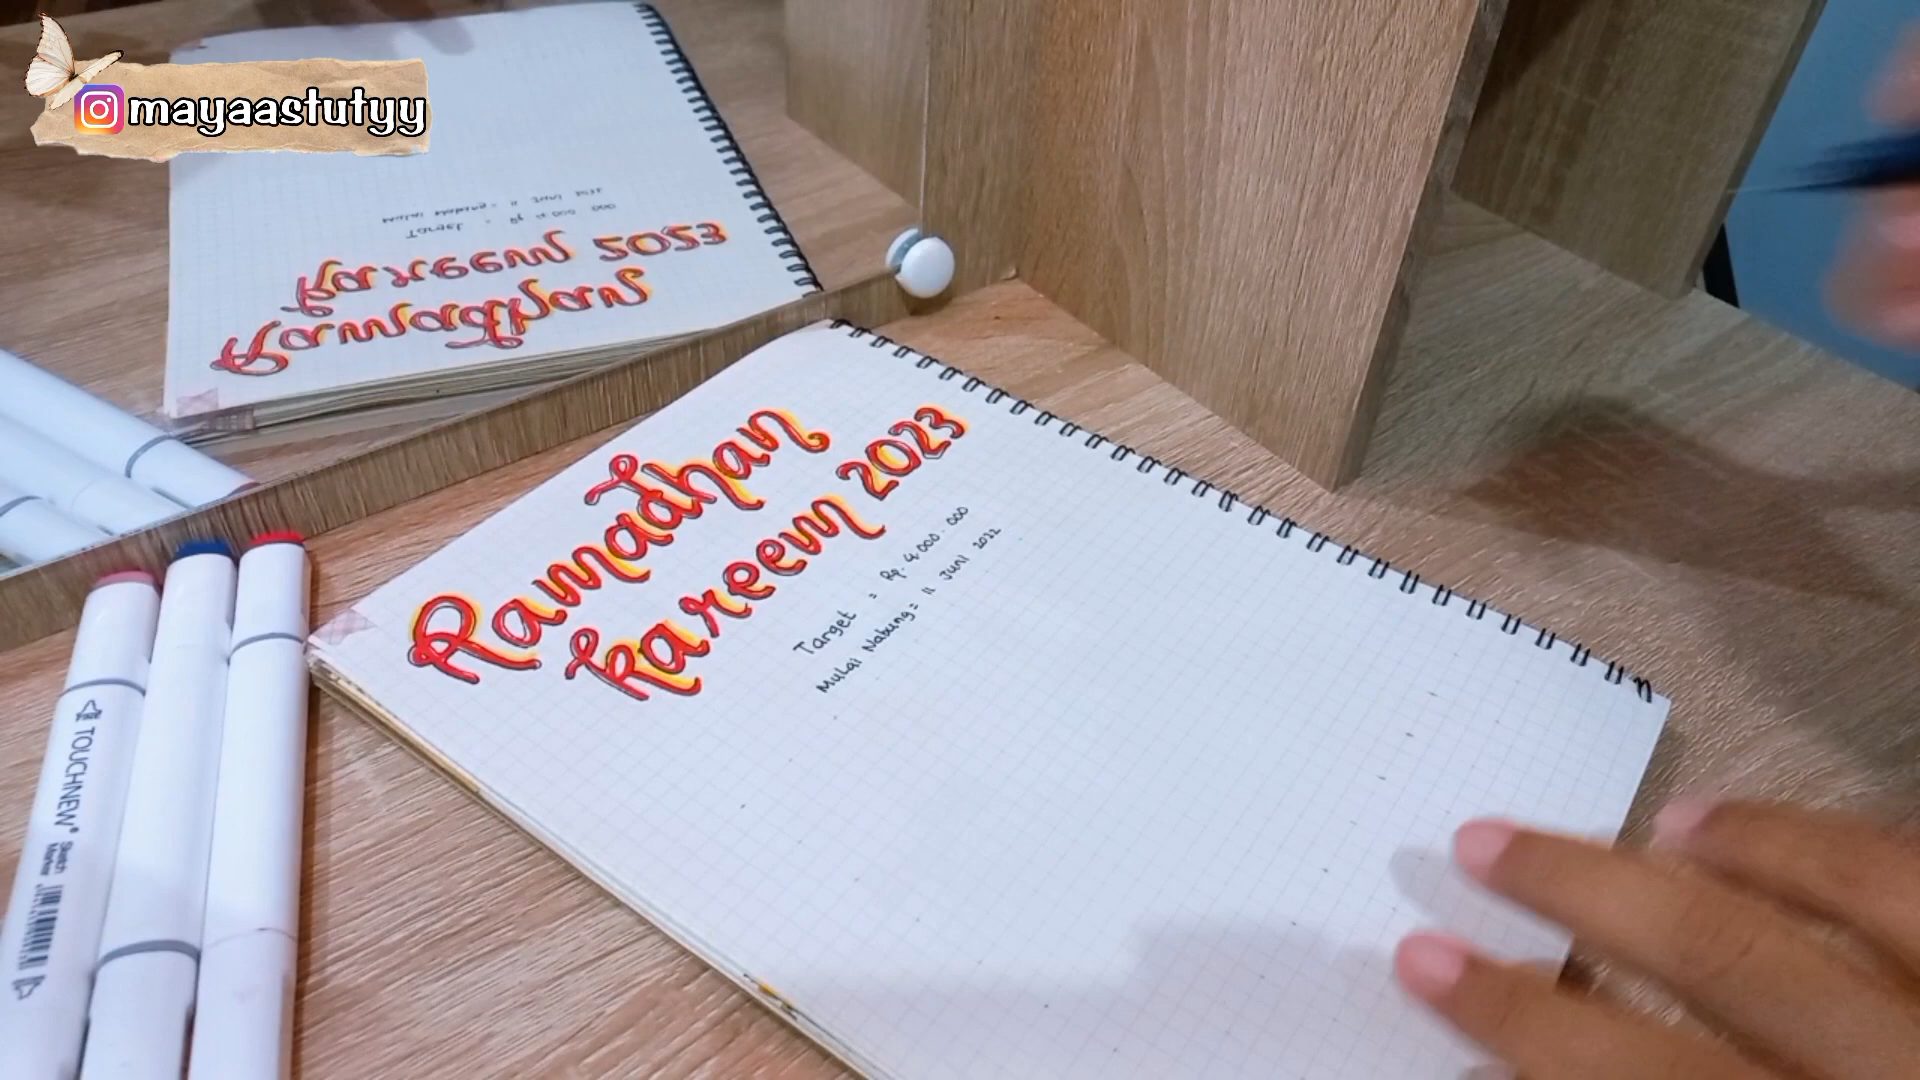 mayaastutyy
Ramadhan
kareem 2023
Target = Rp. 4.000.000
Mulai Nabung = 11 Juni 2022
TOUCHNEW®
Sketch
Marker